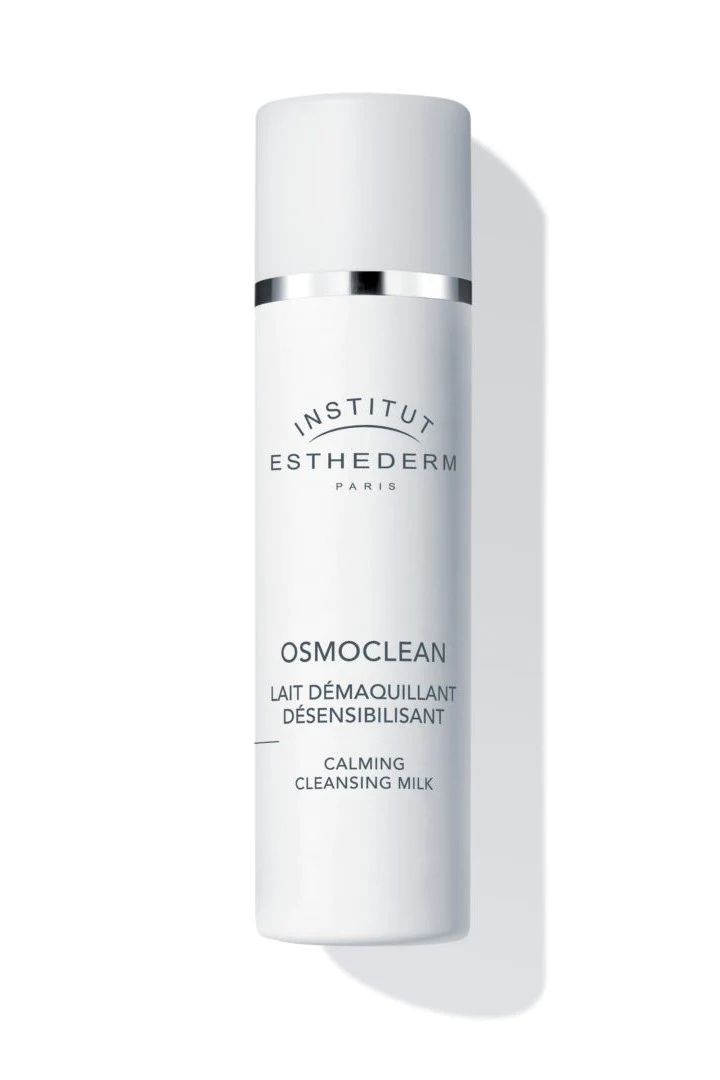 INSTITUT
ESTHEDERM
PARIS
OSMOCLEAN
LAIT DÉMAQUILLANT
DÉSENSIBILISANT
CALMING
CLEANSING MILK